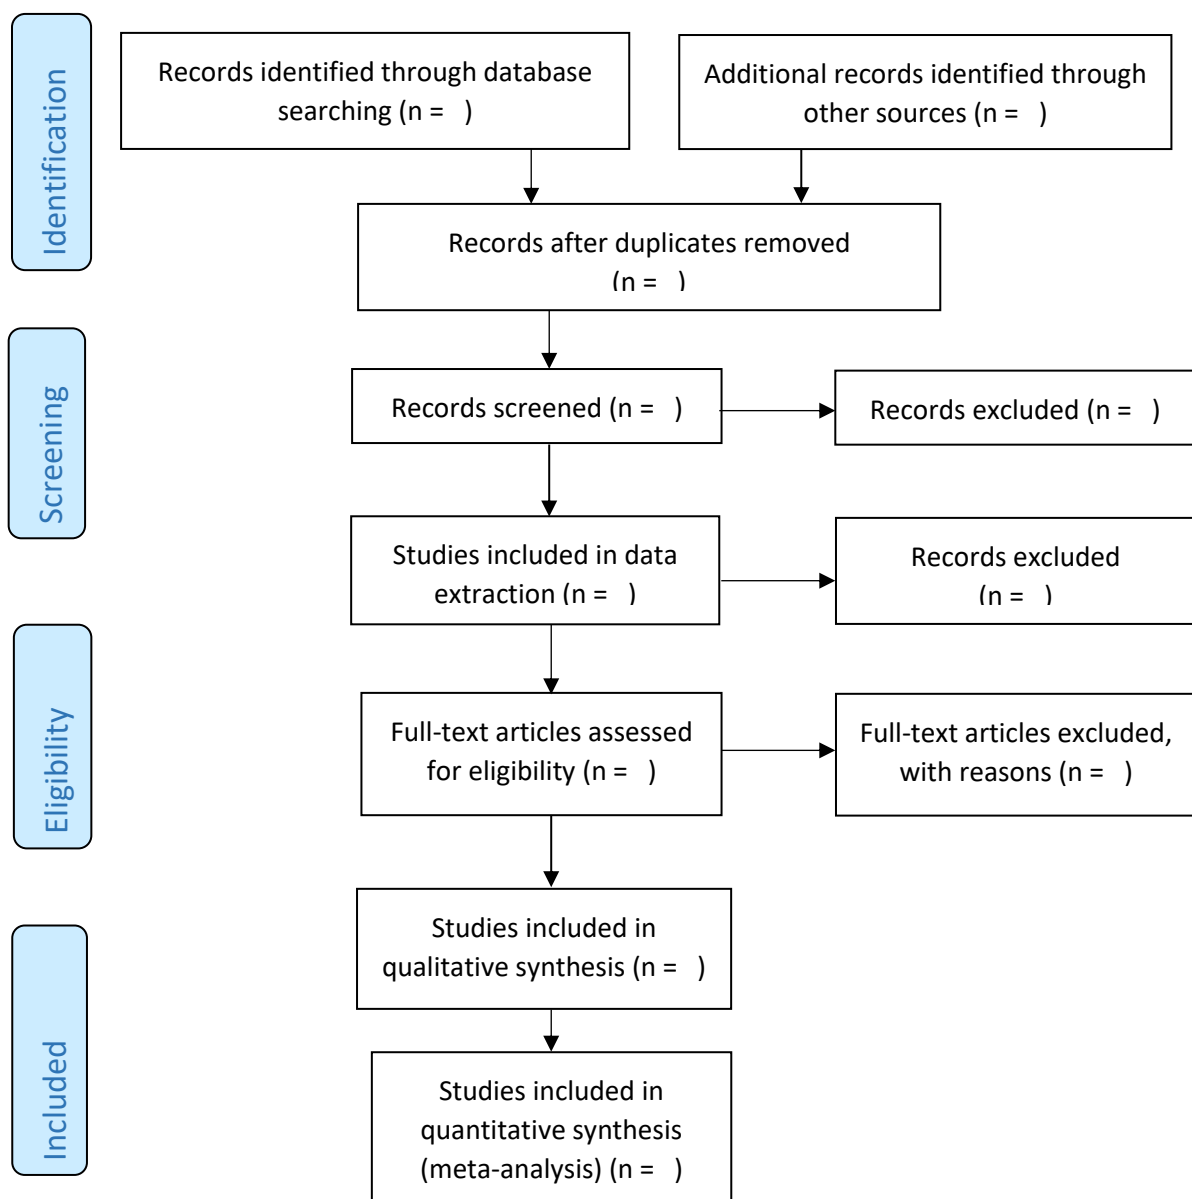 Identification
Records identified through database
searching (n =   )
Additional records identified through
other sources (n =   )
Records after duplicates removed
(n =   )
Screening
Records screened (n =   )
Records excluded (n =   )
Studies included in data
extraction (n =   )
Records excluded
(n =   )
Eligibility
Full-text articles assessed
for eligibility (n =   )
Full-text articles excluded,
with reasons (n =   )
Included
Studies included in
qualitative synthesis (n =   )
Studies included in
quantitative synthesis
(meta-analysis) (n =   )